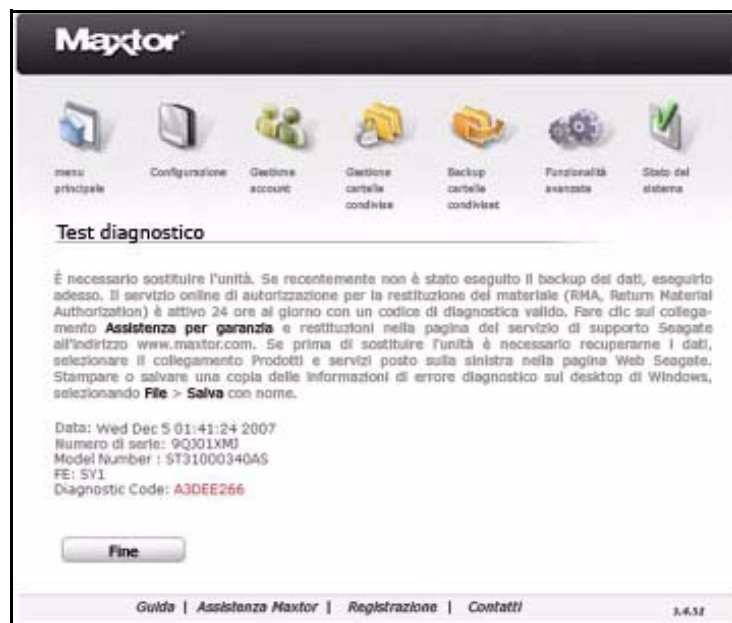 Maxtor
menu principale
Configurazione
Gestione account
Gestione cartelle condivise
Backup cartelle condiviset
Funzionalità avanzate
Stato del sistema
Test diagnostico
È necessario sostituire l'unità. Se recentemente non è stato eseguito il backup dei dati, eseguirlo
adesso. Il servizio online di autorizzazione per la restituzione del materiale (RMA, Return Material
Authorization) è attivo 24 ore al giorno con un codice di diagnostica valido. Fare clic sul collega-
mento Assistenza per garanzia e restituzioni nella pagina del servizio di supporto Seagate
all'indirizzo www.maxtor.com. Se prima di sostituire l'unità è necessario recuperare i dati,
selezionare il collegamento Prodotti e servizi posto sulla sinistra nella pagina Web Seagate.
Stampare o salvare una copia delle informazioni di errore diagnostico sul desktop di Windows,
selezionando File > Salva con nome.
Data: Wed Dec 5 01:41:24 2007
Numero di serie: 9QJ01XMJ
Model Number : ST31000340AS
FE: SY1
Diagnostic Code: A3DEE266
Fine
Guida | Assistenza Maxtor | Registrazione | Contatti
3.4.52